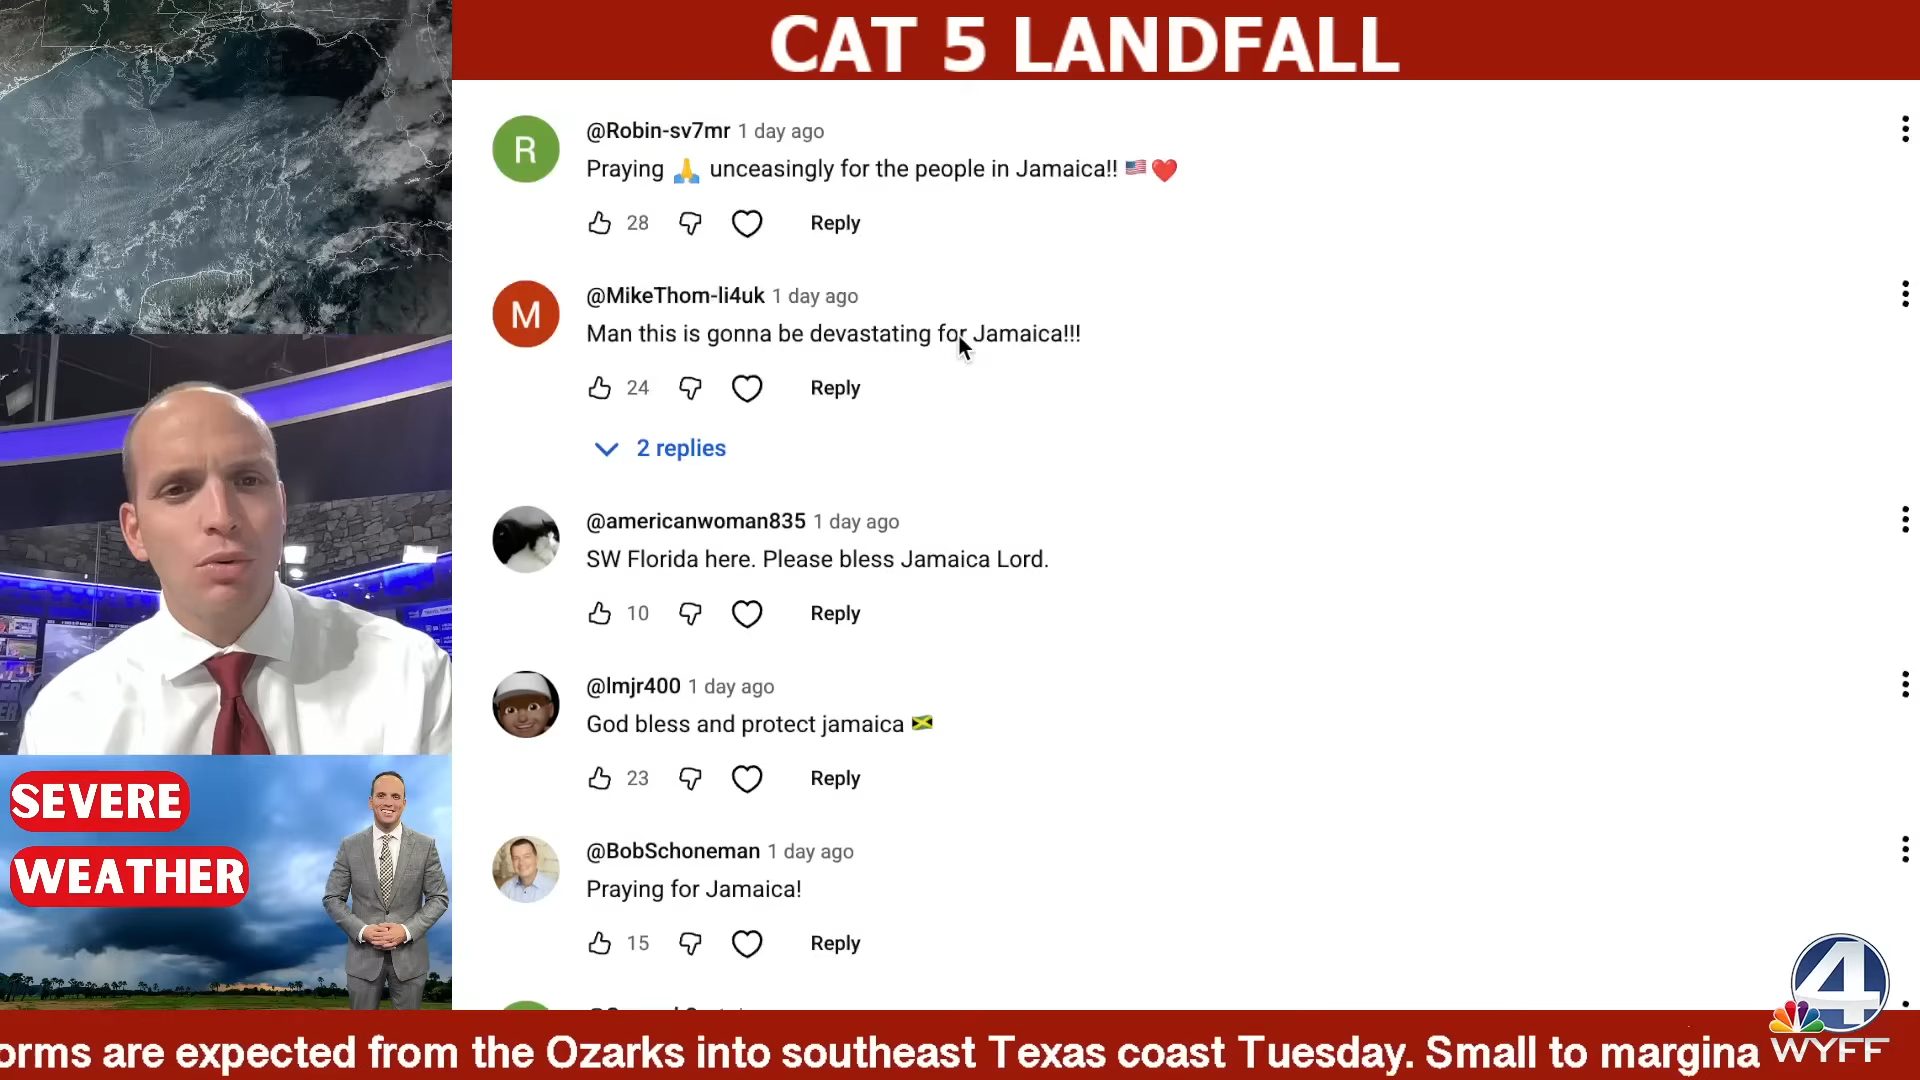 CAT 5 LANDFALL
R
@Robin-sv7mr 1 day ago
Praying 🙏 unceasingly for the people in Jamaica!! 🇺🇸❤️
28 Reply
M
@MikeThom-li4uk 1 day ago
Man this is gonna be devastating for Jamaica!!!
24 Reply
2 replies
@americanwoman835 1 day ago
SW Florida here. Please bless Jamaica Lord.
10 Reply
@lmjr400 1 day ago
God bless and protect jamaica 🇯🇲
23 Reply
@BobSchoneman 1 day ago
Praying for Jamaica!
15 Reply
SEVERE
WEATHER
4
WYFF
orms are expected from the Ozarks into southeast Texas coast Tuesday. Small to margina